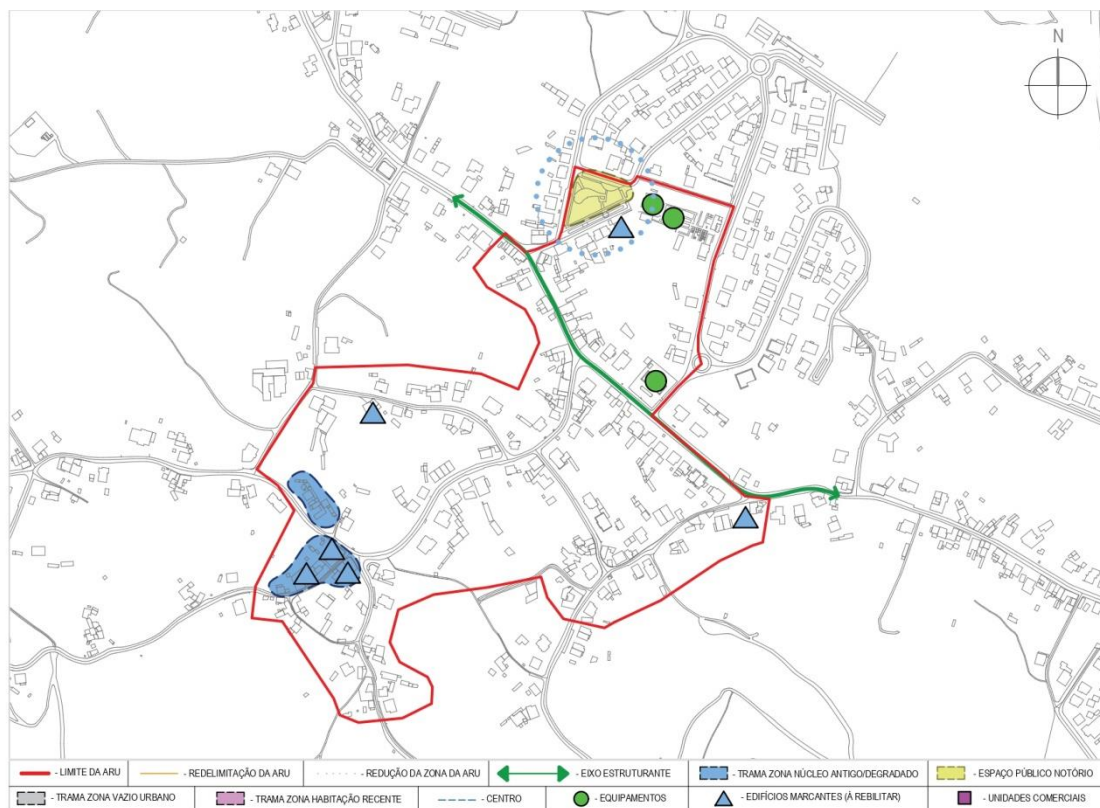 N
- LIMITE DA ARU
- REDELIMITAÇÃO DA ARU
- REDUÇÃO DA ZONA DA ARU
- EIXO ESTRUTURANTE
- TRAMA ZONA NÚCLEO ANTIGO/DEGRADADO
- ESPAÇO PÚBLICO NOTÓRIO
- TRAMA ZONA VAZIO URBANO
- TRAMA ZONA HABITAÇÃO RECENTE
- CENTRO
- EQUIPAMENTOS
- EDIFÍCIOS MARCANTES (À REBILITAR)
- UNIDADES COMERCIAIS